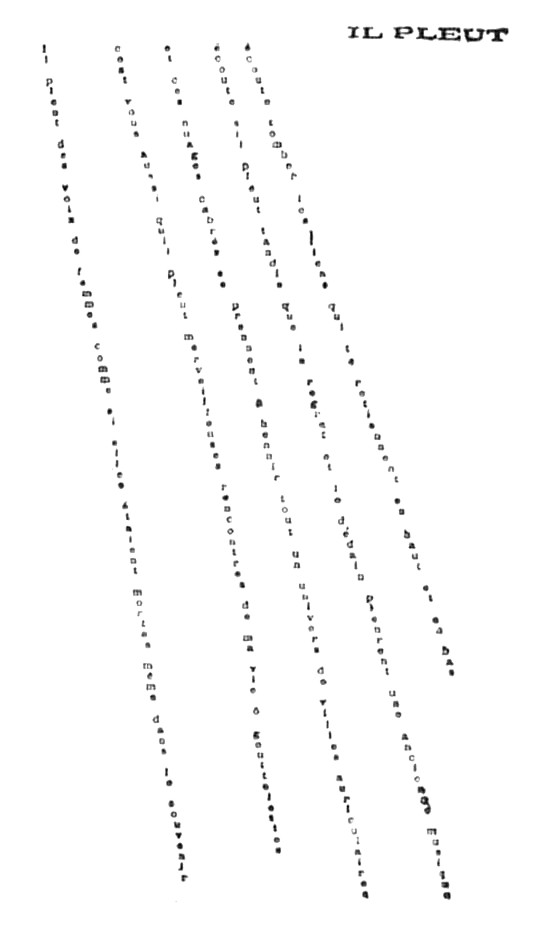 IL PLEUT
il pleut des voix de femmes comme si elles étaient mortes même dans le souvenir
c'est vous aussi qu'il pleut merveilleuses rencontres de ma vie ô gouttelettes
et ces nuages cabrés se prennent à hennir tout un univers de villes auriculaires
écoute s'il pleut tandis que le regret et le dédain pleurent une ancienne musique
écoute tomber les liens qui te retiennent en haut et en bas